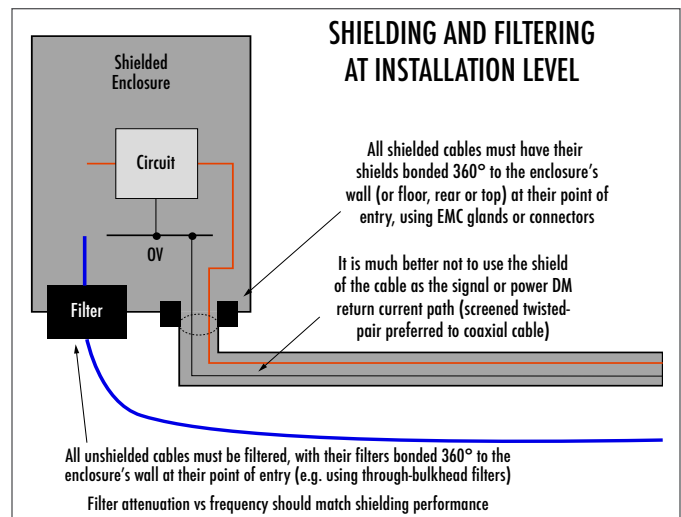 SHIELDING AND FILTERING
AT INSTALLATION LEVEL
Shielded
Enclosure
Circuit
All shielded cables must have their
shields bonded 360° to the enclosure's
wall (or floor, rear or top) at their point of
entry, using EMC glands or connectors
OV
It is much better not to use the shield
of the cable as the signal or power DM
return current path (screened twisted-
pair preferred to coaxial cable)
Filter
All unshielded cables must be filtered, with their filters bonded 360° to the
enclosure's wall at their point of entry (e.g. using through-bulkhead filters)
Filter attenuation vs frequency should match shielding performance